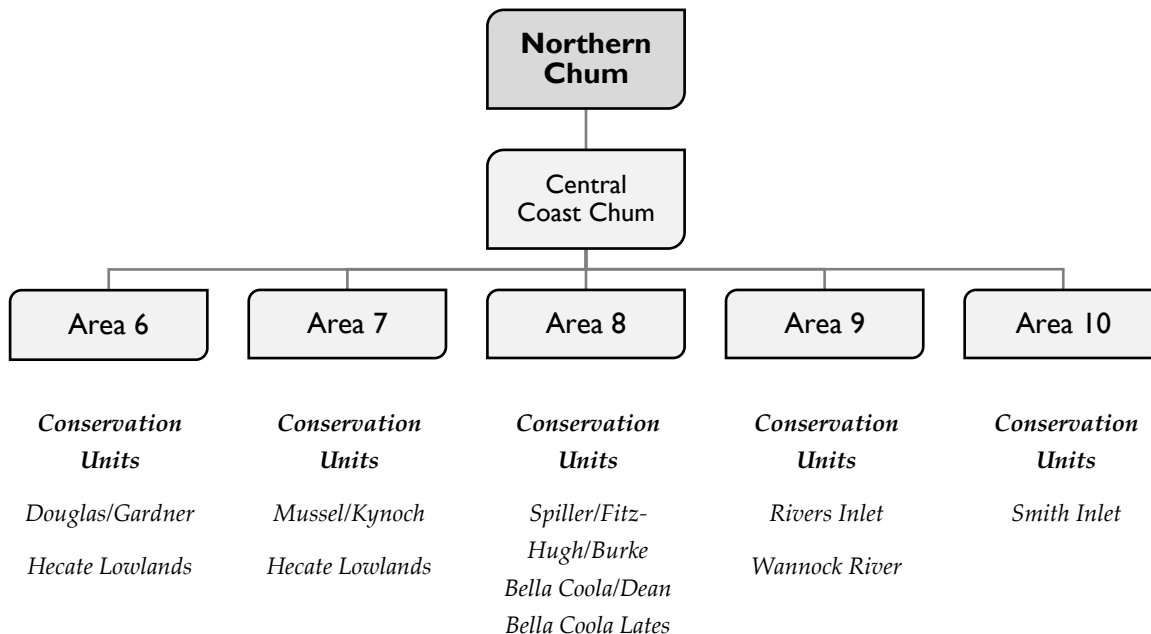 Northern
Chum
Central
Coast Chum
Area 6
Area 7
Area 8
Area 9
Area 10
Conservation
Units
Douglas/Gardner
Hecate Lowlands
Conservation
Units
Mussel/Kynoch
Hecate Lowlands
Conservation
Units
Spiller/Fitz-
Hugh/Burke
Bella Coola/Dean
Bella Coola Lates
Conservation
Units
Rivers Inlet
Wannock River
Conservation
Units
Smith Inlet